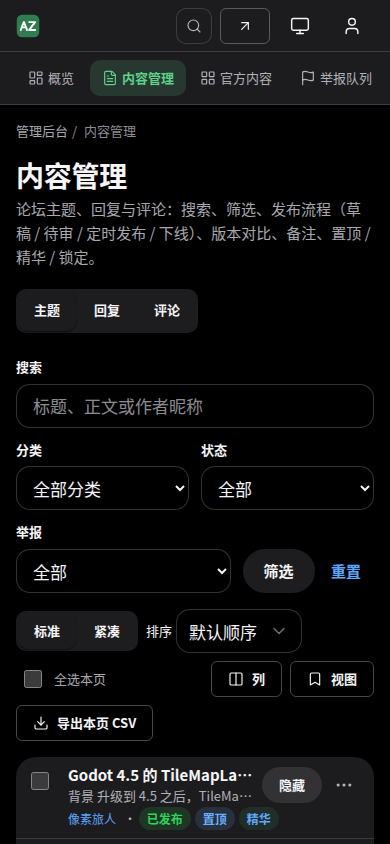 AZ
概览 内容管理 官方内容 举报队列
管理后台 / 内容管理
内容管理
论坛主题、回复与评论：搜索、筛选、发布流程（草
稿 / 待审 / 定时发布 / 下线）、版本对比、备注、置顶 /
精华 / 锁定。
主题 回复 评论
搜索
标题、正文或作者昵称
分类 状态
全部分类 全部
举报
全部 筛选 重置
标准 紧凑 排序 默认顺序
全选本页 列 视图
导出本页 CSV
Godot 4.5 的 TileMapLa… 隐藏 …
背景 升级到 4.5 之后，TileMa…
像素旅人 • 已发布 置顶 精华